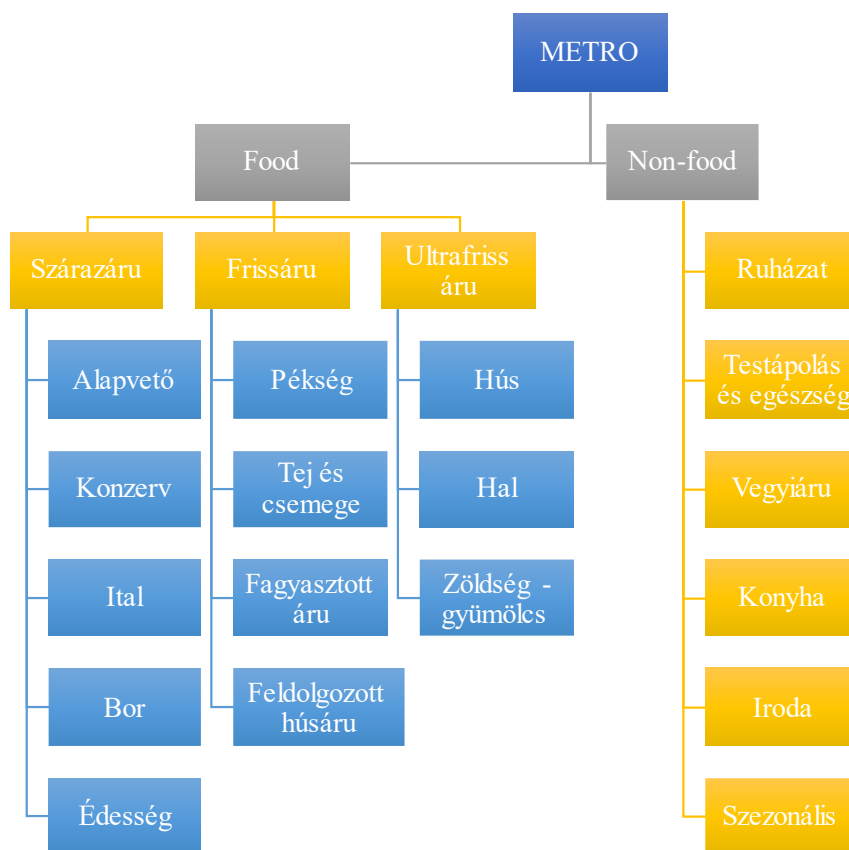 METRO
Food
Non-food
Szárazáru
Frissáru
Ultrafriss
áru
Alapvető
Konzerv
Ital
Bor
Édesség
Pékség
Tej és
csemege
Fagyasztott
áru
Feldolgozott
húsáru
Hús
Hal
Zöldség -
gyümölcs
Ruházat
Testápolás
és egészség
Vegyiáru
Konyha
Iroda
Szezonális